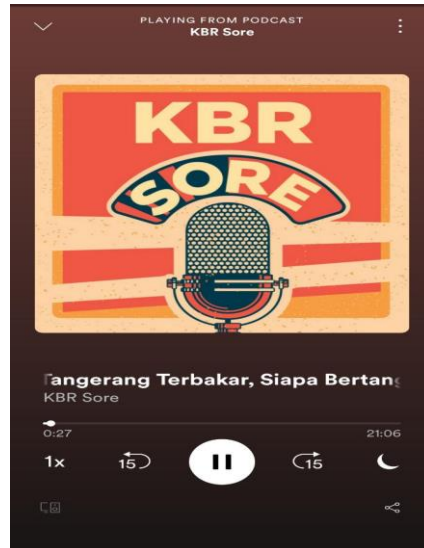 PLAYING FROM PODCAST
KBR Sore
KBR
SORE
Tangerang Terbakar, Siapa Bertang
KBR Sore
0:27 21:06
1x 15 15